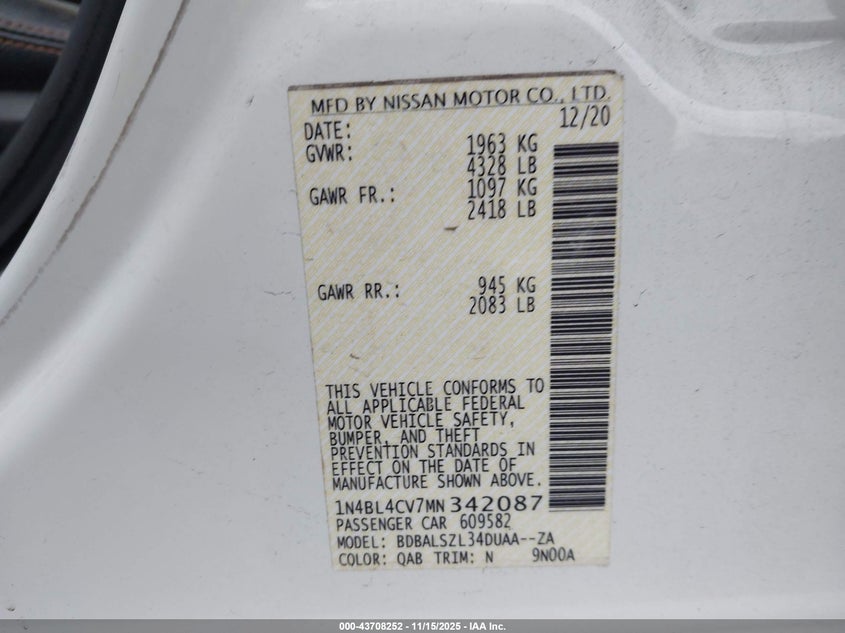 MFD BY NISSAN MOTOR CO., LTD.
DATE: 12/20
GVWR: 1963 KG
4328 LB
GAWR FR.: 1097 KG
2418 LB
GAWR RR.: 945 KG
2083 LB
THIS VEHICLE CONFORMS TO
ALL APPLICABLE FEDERAL
MOTOR VEHICLE SAFETY,
BUMPER, AND THEFT
PREVENTION STANDARDS IN
EFFECT ON THE DATE OF
MANUFACTURE SHOWN ABOVE.
1N4BL4CV7MN342087
PASSENGER CAR 609582
MODEL: BDBALSZL34DUAA--ZA
COLOR: QAB TRIM: N 9N00A
000-43708252 - 11/15/2025 - IAA Inc.